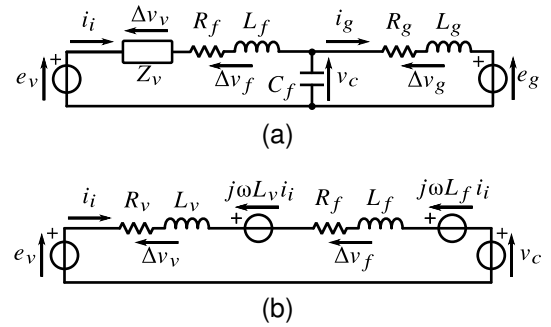 i_i Δv_v R_f L_f i_g R_g L_g
e_v + Z_v Δv_f C_f v_c Δv_g + e_g
(a)
i_i R_v L_v jωL_v i_i R_f L_f jωL_f i_i
e_v + Δv_v + Δv_f + + v_c
(b)